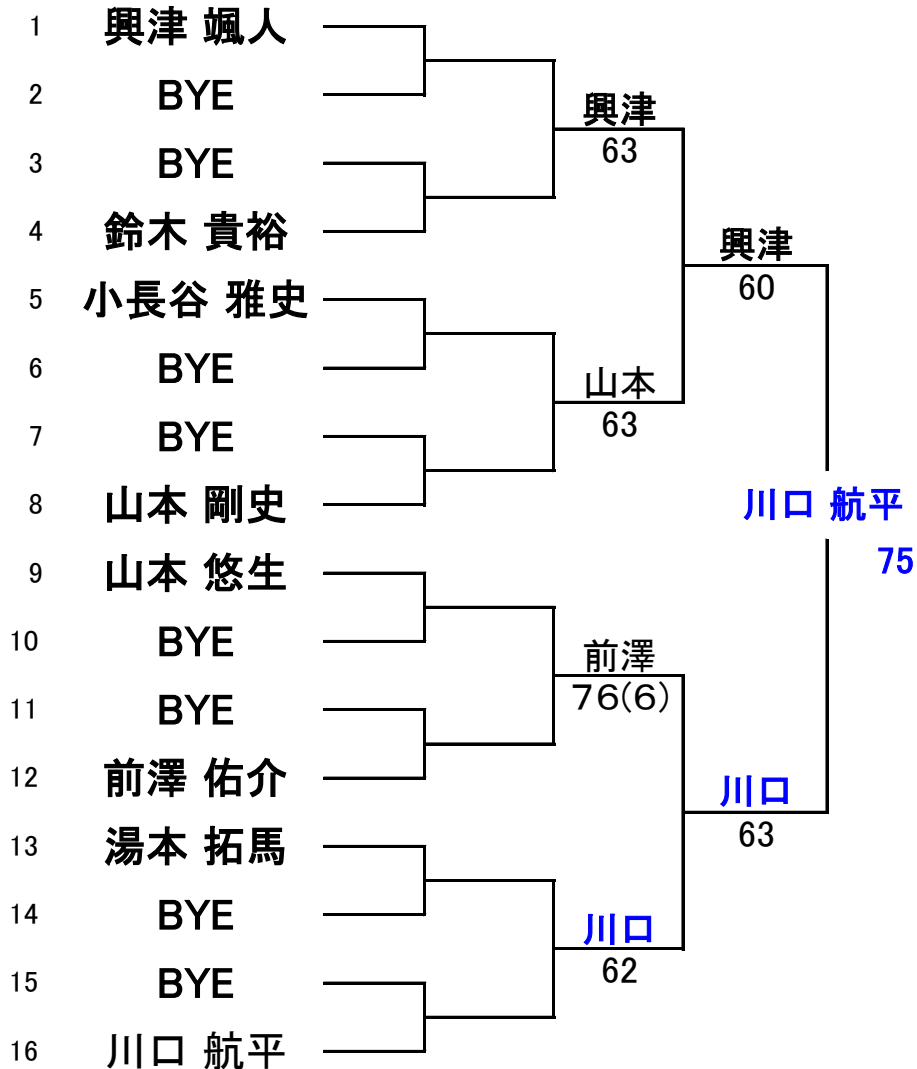 1 興津 颯人
2 BYE
興津
3 BYE
63
4 鈴木 貴裕
興津
5 小長谷 雅史
60
6 BYE
山本
7 BYE
63
8 山本 剛史
川口 航平
9 山本 悠生
75
10 BYE
前澤
11 BYE
76(6)
12 前澤 佑介
川口
13 湯本 拓馬
63
14 BYE
川口
15 BYE
62
16 川口 航平